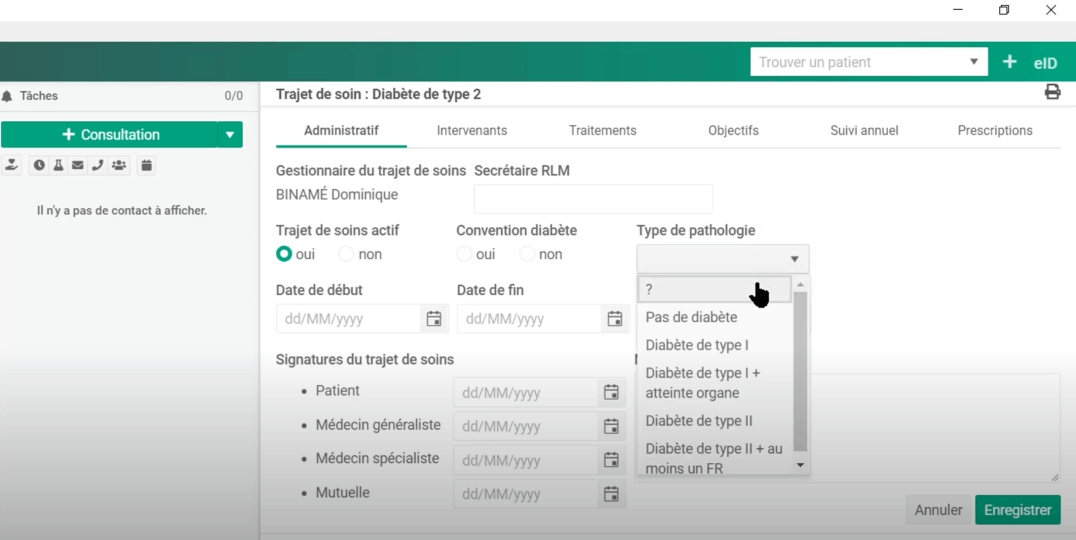 Trouver un patient
eID
Tâches 0/0
Trajet de soin : Diabète de type 2
+ Consultation
Administratif Intervenants Traitements Objectifs Suivi annuel Prescriptions
Gestionnaire du trajet de soins Secrétaire RLM
BINAMÉ Dominique
Il n'y a pas de contact à afficher.
Trajet de soins actif Convention diabète Type de pathologie
oui non oui non
Date de début Date de fin
?
dd/MM/yyyy dd/MM/yyyy
Pas de diabète
Diabète de type I
Signatures du trajet de soins
Diabète de type I +
atteinte organe
Patient dd/MM/yyyy
Médecin généraliste dd/MM/yyyy
Diabète de type II
Médecin spécialiste dd/MM/yyyy
Diabète de type II + au
moins un FR
Mutuelle dd/MM/yyyy
Annuler Enregistrer